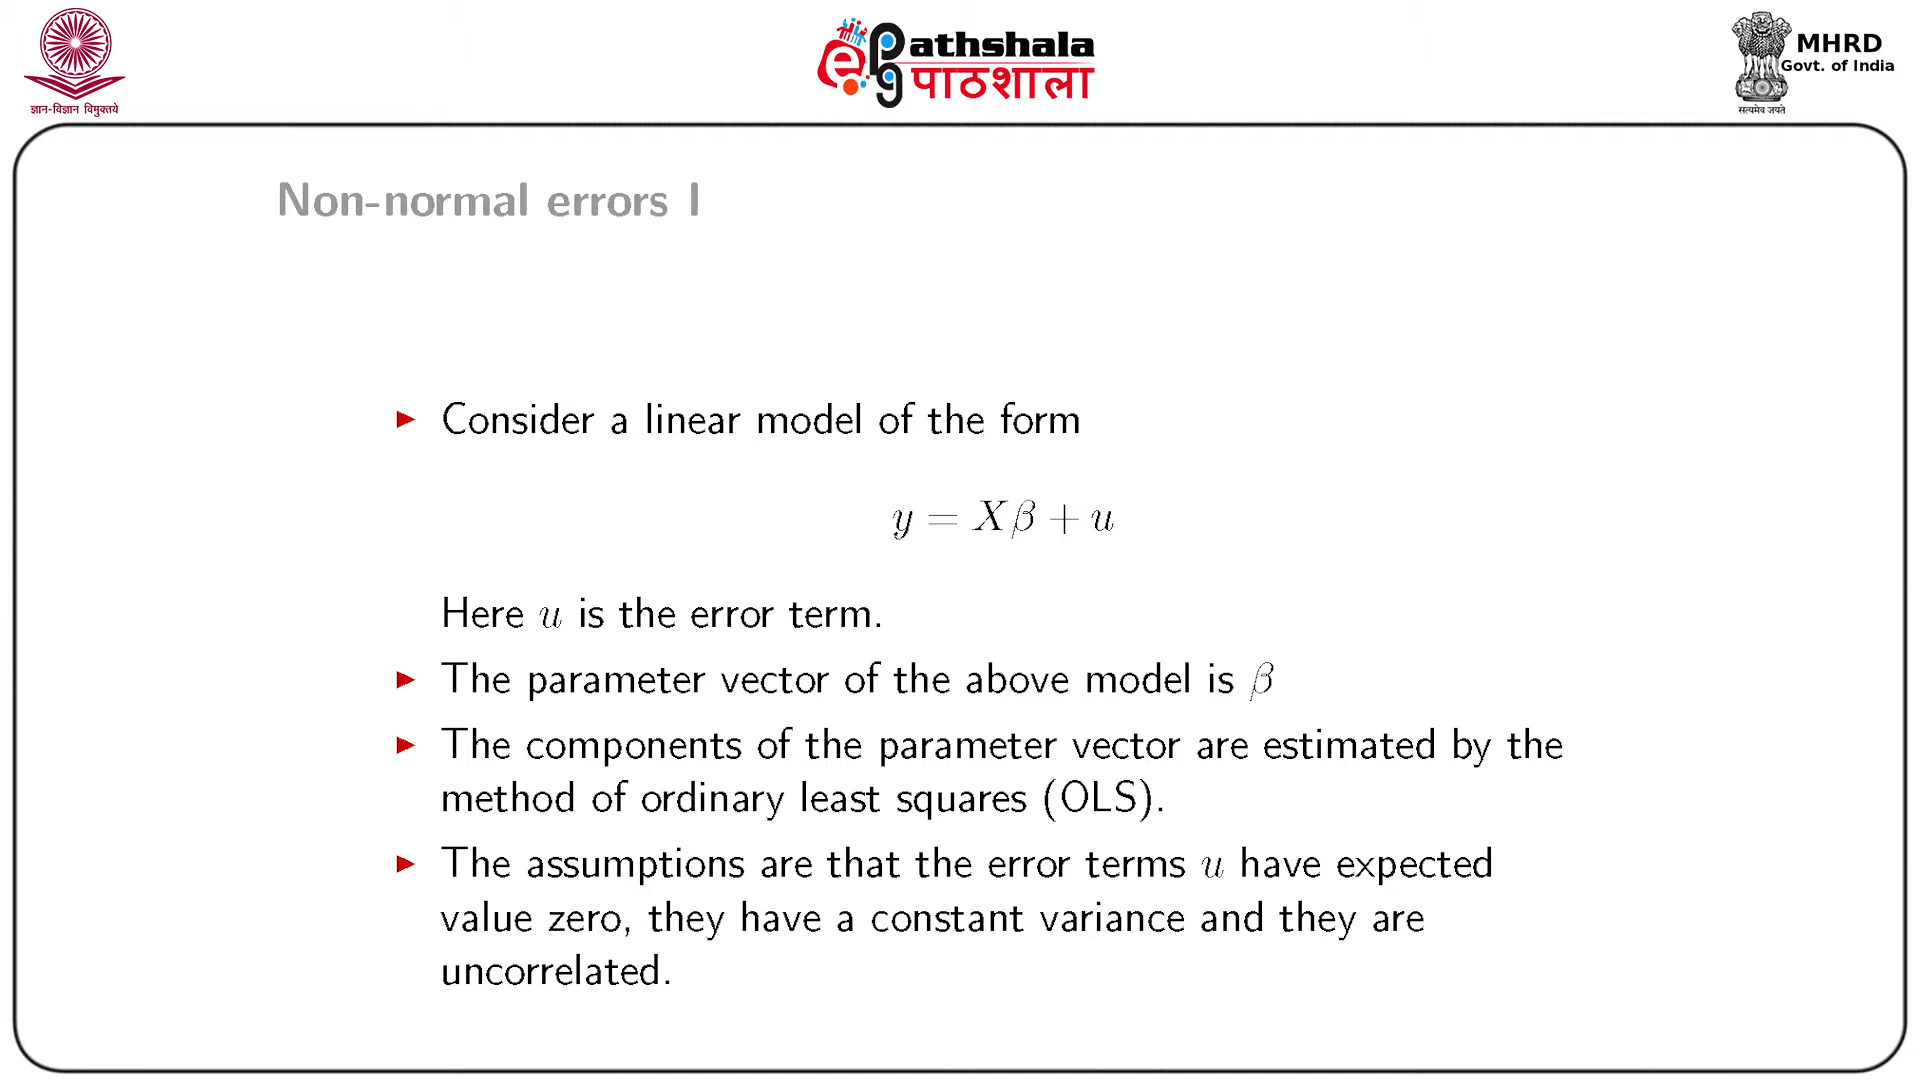 ज्ञान-विज्ञान विमुक्तये
ePG Pathshala
पाठशाला
MHRD
Govt. of India
सत्यमेव जयते
Non-normal errors I
► Consider a linear model of the form
y = Xβ + u
Here u is the error term.
► The parameter vector of the above model is β
► The components of the parameter vector are estimated by the
method of ordinary least squares (OLS).
► The assumptions are that the error terms u have expected
value zero, they have a constant variance and they are
uncorrelated.